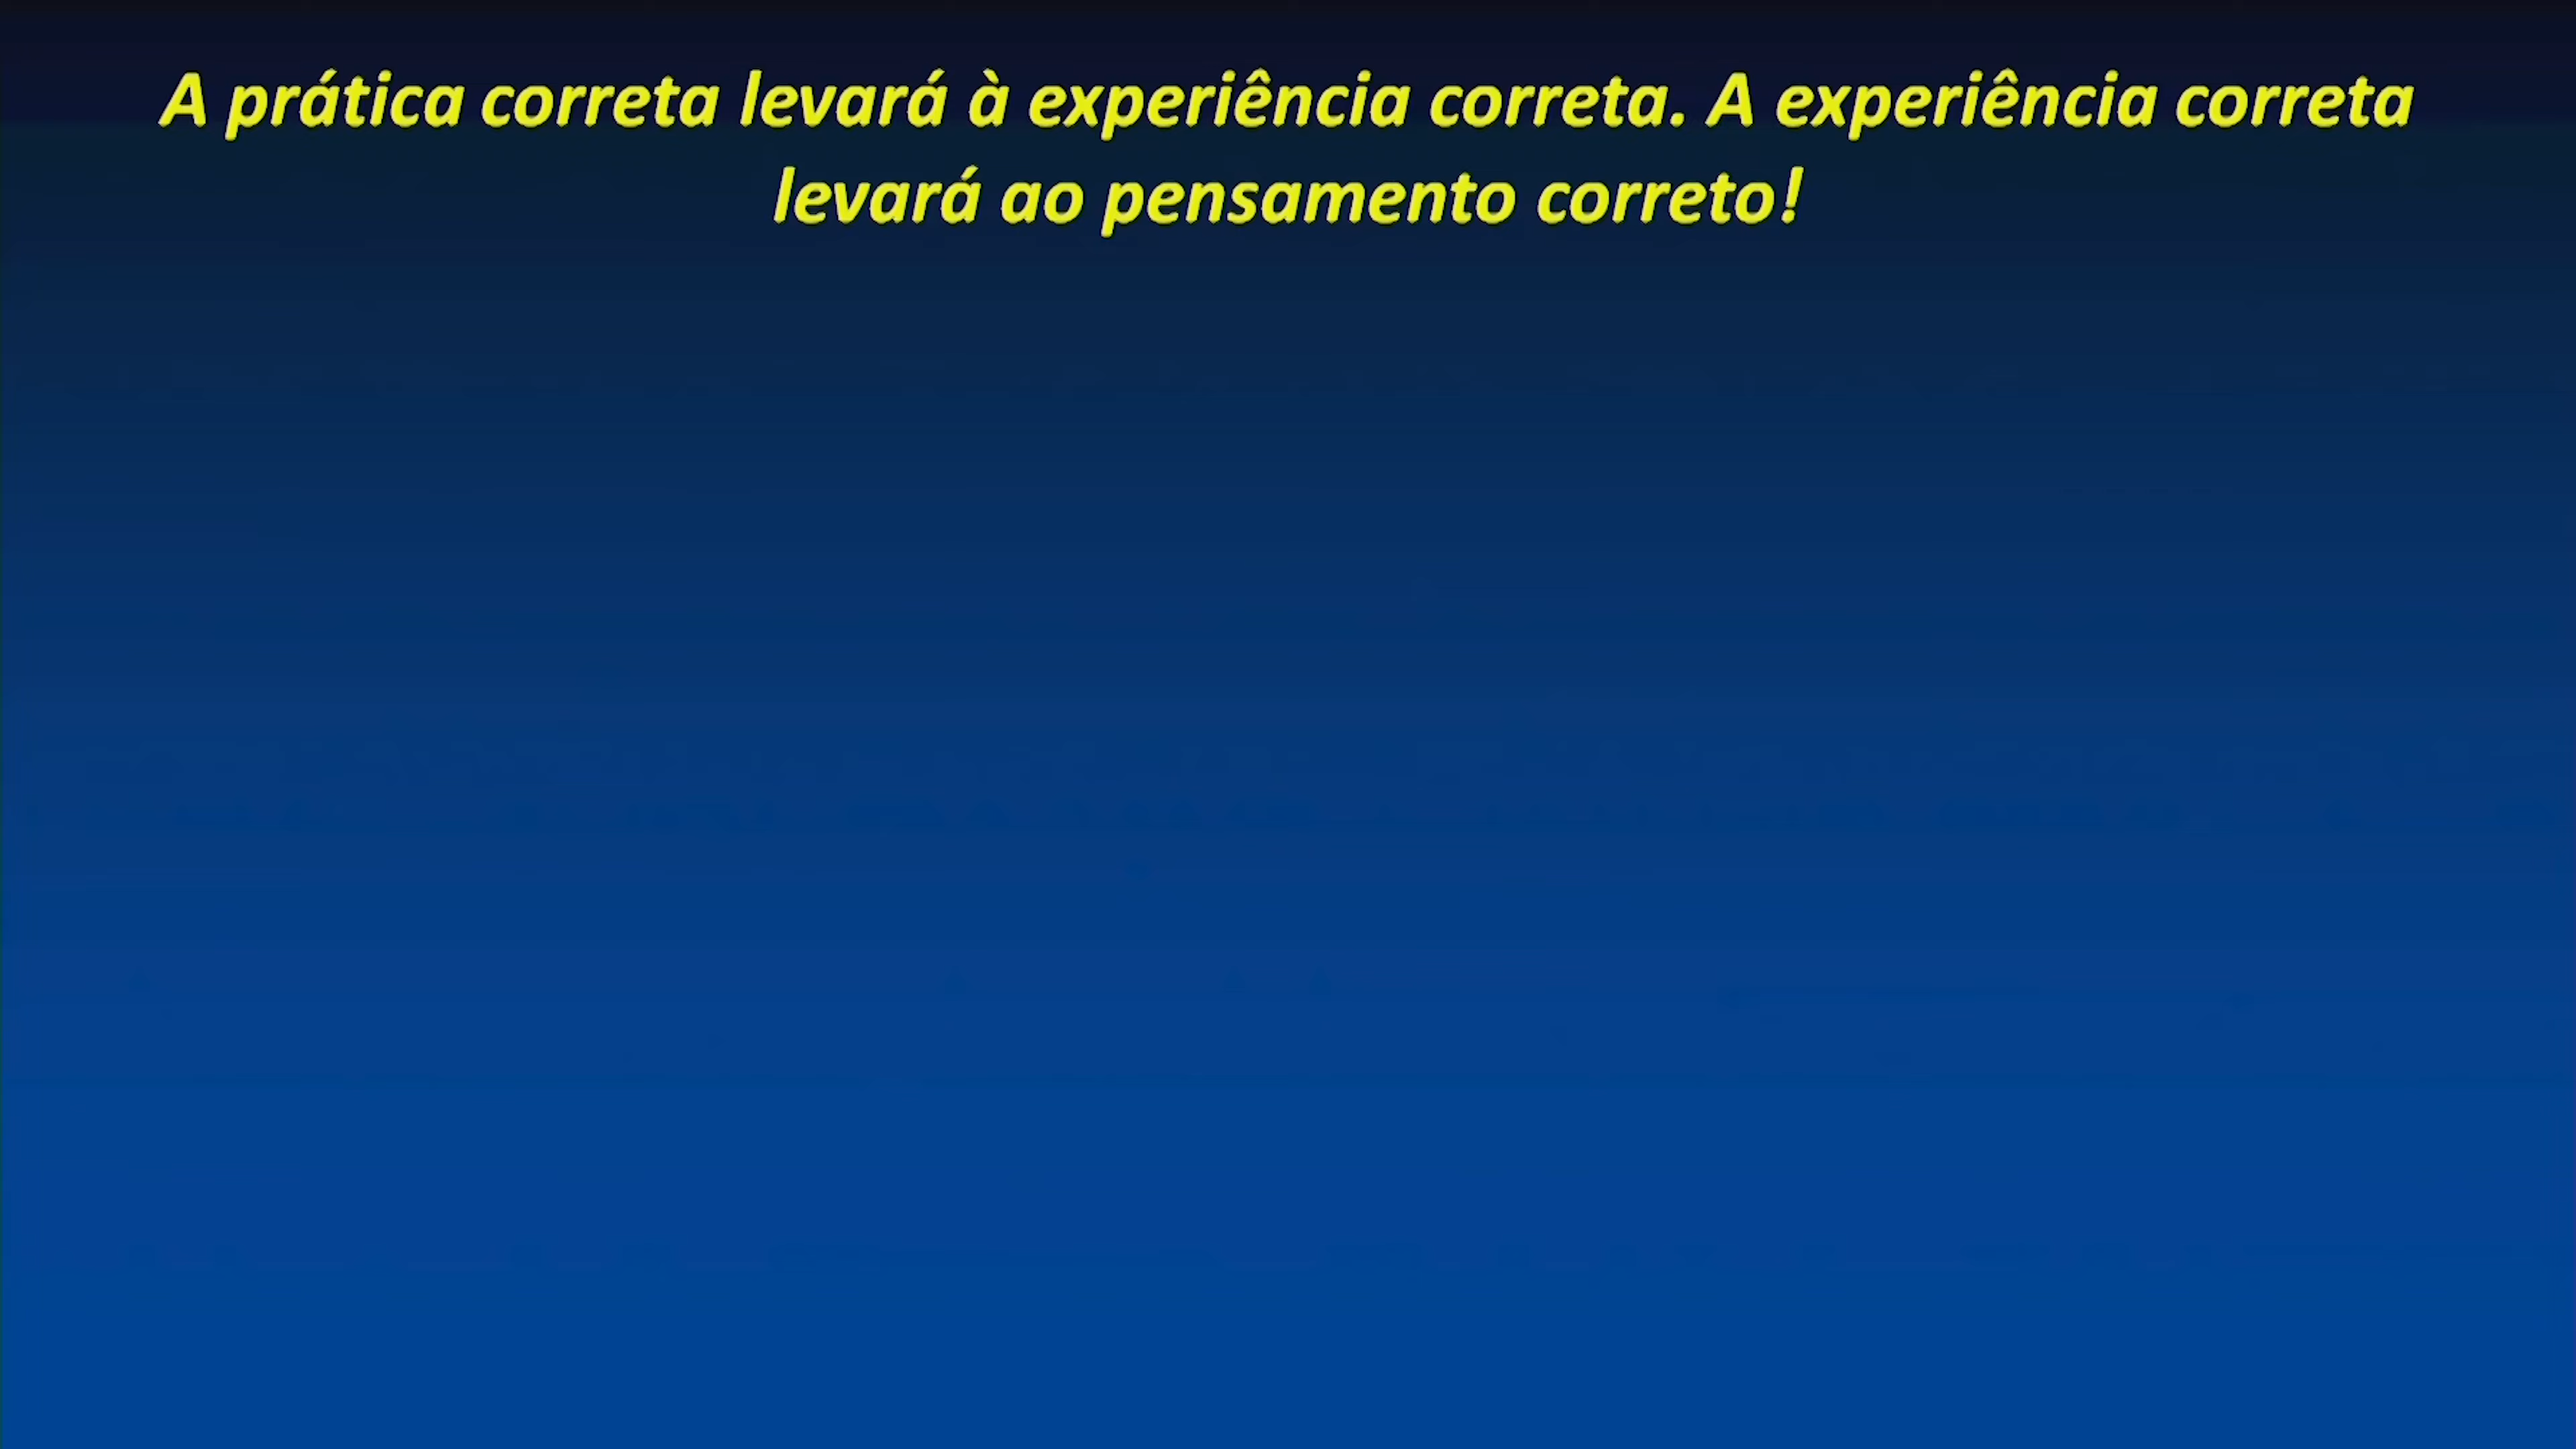 A prática correta levará à experiência correta. A experiência correta
levará ao pensamento correto!